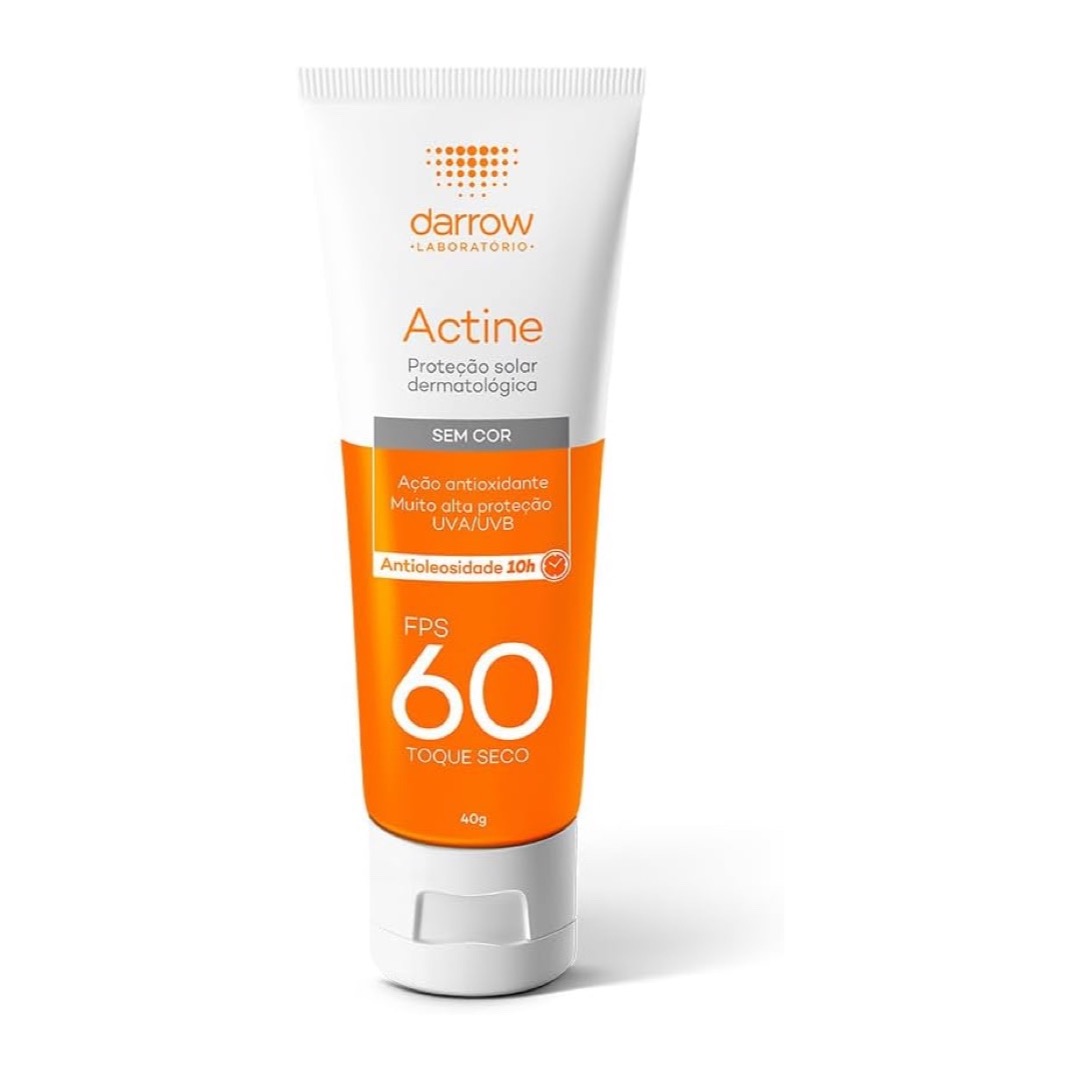 darrow
•LABORATÓRIO•
Actine
Proteção solar
dermatológica
SEM COR
Ação antioxidante
Muito alta proteção
UVA/UVB
Antioleosidade 10h
FPS
60
TOQUE SECO
40g